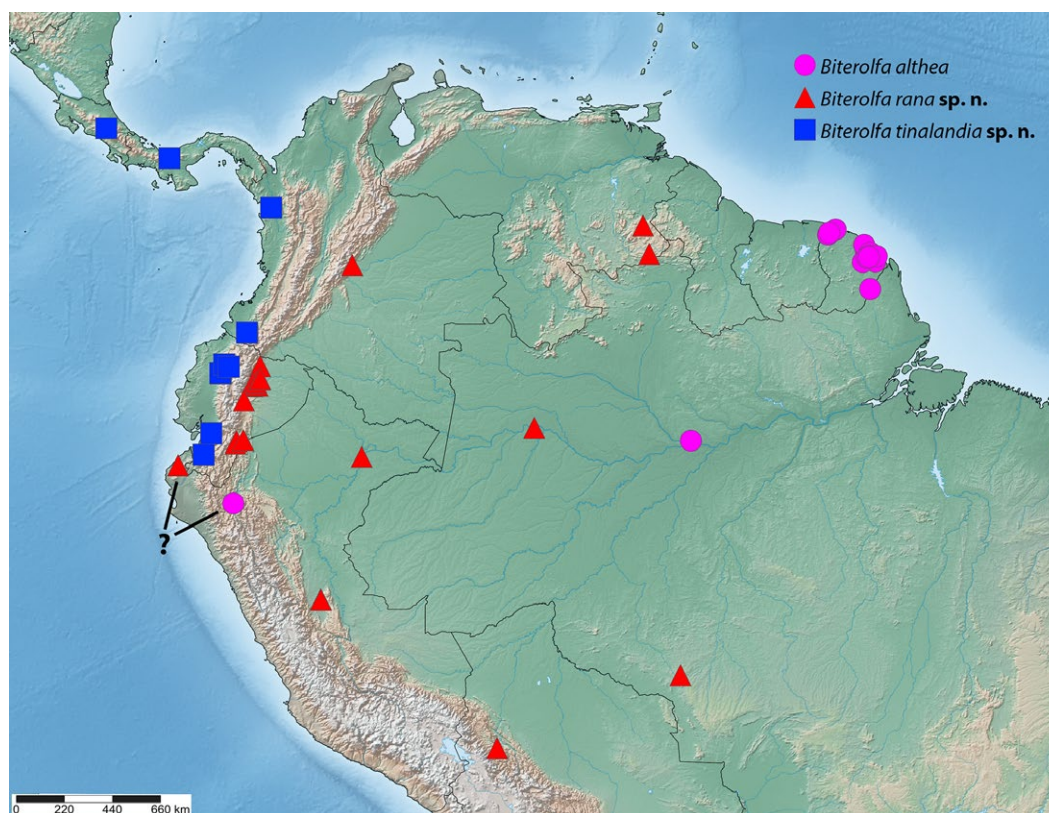 Biterolfa althea
Biterolfa rana sp. n.
Biterolfa tinalandia sp. n.
?
0 220 440 660 km